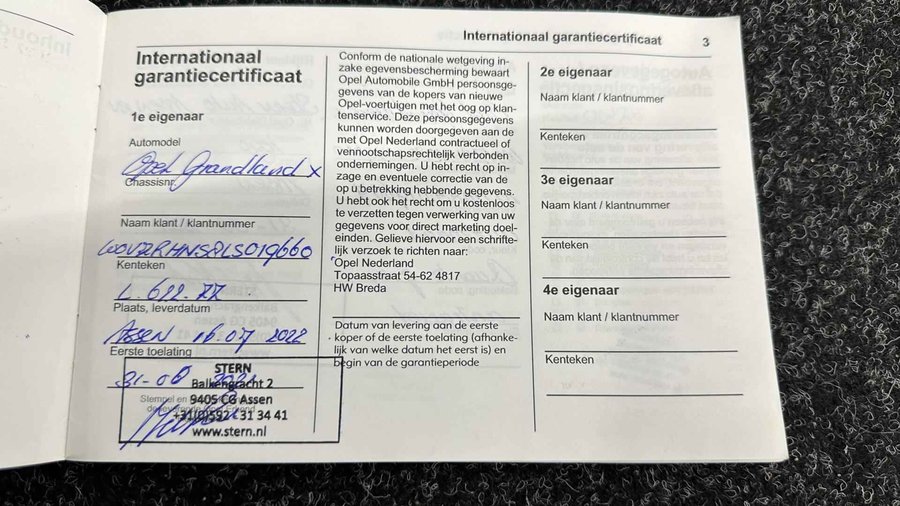 Internationaal garantiecertificaat 3
Internationaal
garantiecertificaat
1e eigenaar
Automodel
Opel Grandland X
Chassisnr.
Naam klant / klantnummer
Kenteken
Plaats, leverdatum
Assen 16.07 2022
Eerste toelating
STERN
Balkengracht 2
9405 CG Assen
+31(0)592 - 31 34 41
www.stern.nl
Conform de nationale wetgeving in-
zake egevensbescherming bewaart
Opel Automobile GmbH persoonsge-
gevens van de kopers van nieuwe
Opel-voertuigen met het oog op klan-
tenservice. Deze persoonsgegevens
kunnen worden doorgegeven aan de
met Opel Nederland contractueel of
vennootschapsrechtelijk verbonden
ondernemingen. U hebt recht op in-
zage en eventuele correctie van de
op u betrekking hebbende gegevens.
U hebt ook het recht om u kosteloos
te verzetten tegen verwerking van uw
gegevens voor direct marketing doel-
einden. Gelieve hiervoor een schrifte-
lijk verzoek te richten naar:
Opel Nederland
Topaasstraat 54-62 4817
HW Breda
Datum van levering aan de eerste
koper of de eerste toelating (afhanke-
lijk van welke datum het eerst is) en
begin van de garantieperiode
2e eigenaar
Naam klant / klantnummer
Kenteken
3e eigenaar
Naam klant / klantnummer
Kenteken
4e eigenaar
Naam klant / klantnummer
Kenteken